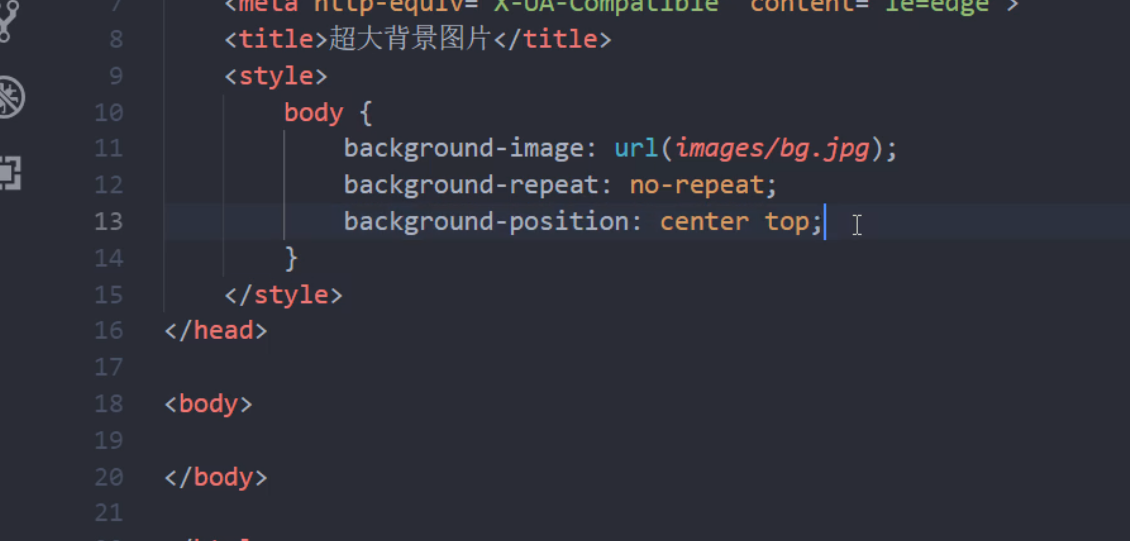 7 <meta http-equiv="X-UA-Compatible" content="ie=edge">
8 <title>超大背景图片</title>
9 <style>
10 body {
11 background-image: url(images/bg.jpg);
12 background-repeat: no-repeat;
13 background-position: center top;
14 }
15 </style>
16 </head>
17
18 <body>
19
20 </body>
21